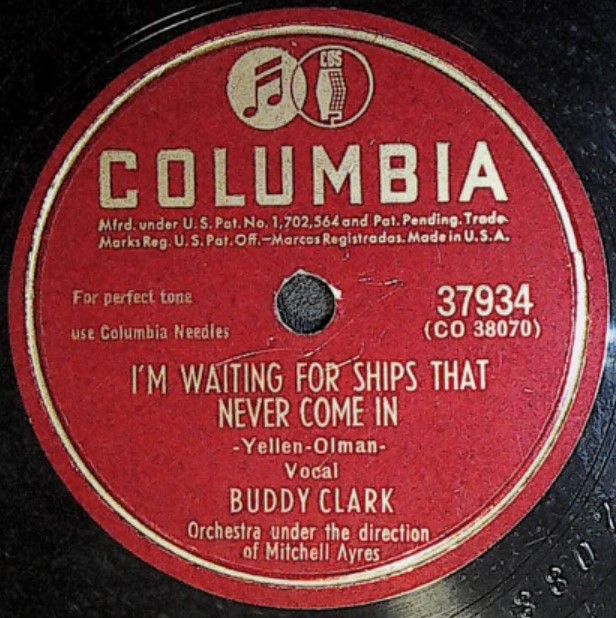 CBS
COLUMBIA
Mfrd. under U.S. Pat. No. 1,702,564 and Pat. Pending. Trade-
Marks Reg. U.S. Pat. Off.—Marcas Registradas. Made in U.S.A.
For perfect tone
use Columbia Needles
37934
(CO 38070)
I'M WAITING FOR SHIPS THAT
NEVER COME IN
-Yellen-Olman-
Vocal
BUDDY CLARK
Orchestra under the direction
of Mitchell Ayres